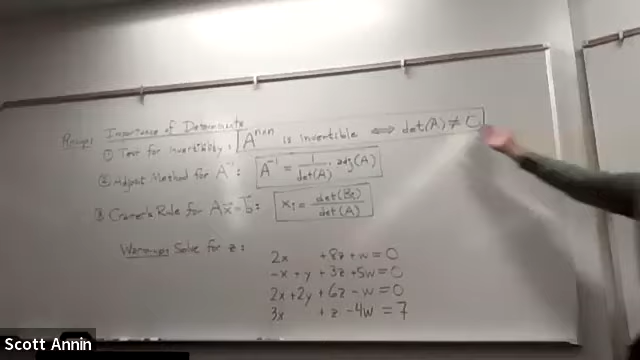 Recap: Importance of Determinants
① Test for invertibility: Aⁿˣⁿ is invertible ⟺ det(A) ≠ 0
② Adjoint Method for A⁻¹: A⁻¹ = 1/det(A) · adj(A)
③ Cramer's Rule for Ax⃗ = b⃗: xᵢ = det(Bᵢ)/det(A)
Warmup: Solve for z:
2x + 8z + w = 0
-x + y + 3z + 5w = 0
2x + 2y + 6z - w = 0
3x + z - 4w = 7
Scott Annin